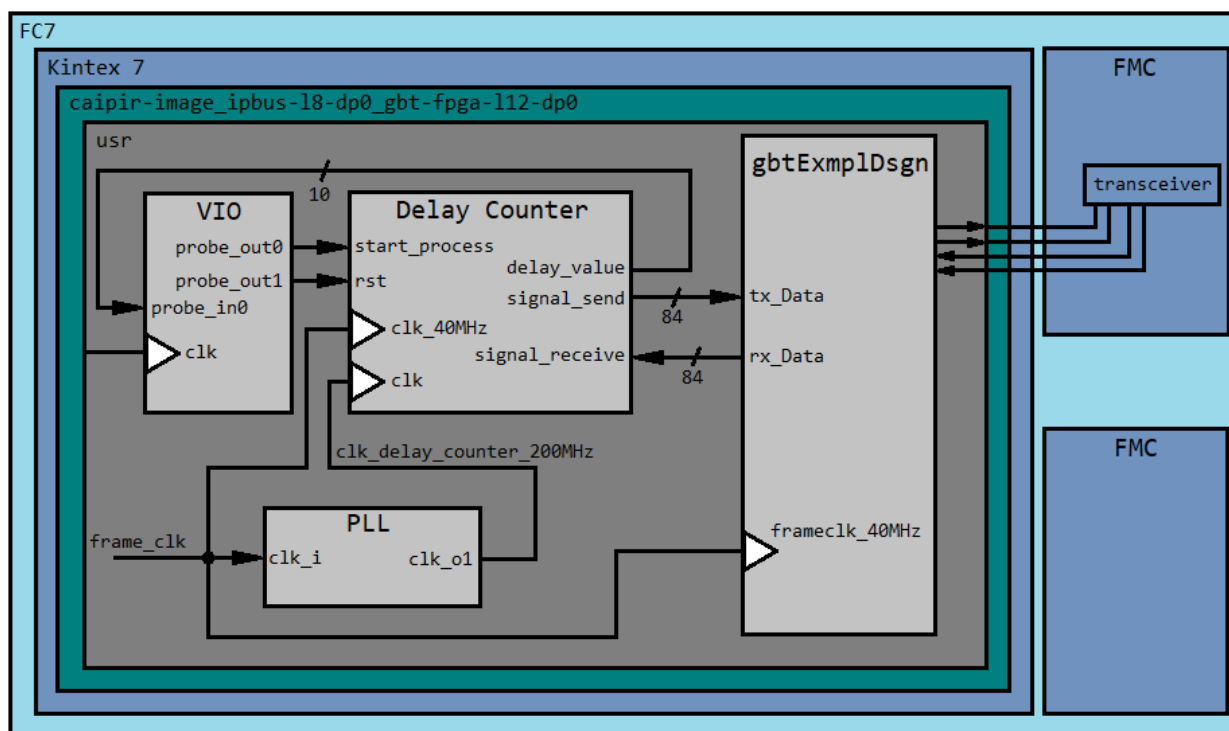 FC7
Kintex 7
FMC
caipir-image_ipbus-l8-dp0_gbt-fpga-l12-dp0
usr
gbtExmplDsgn
transceiver
10
VIO
Delay Counter
probe_out0
start_process
delay_value
probe_out1
rst
signal_send
tx_Data
probe_in0
84
clk_40MHz
clk
signal_receive
rx_Data
clk
84
clk_delay_counter_200MHz
FMC
PLL
frame_clk
frameclk_40MHz
clk_i
clk_o1